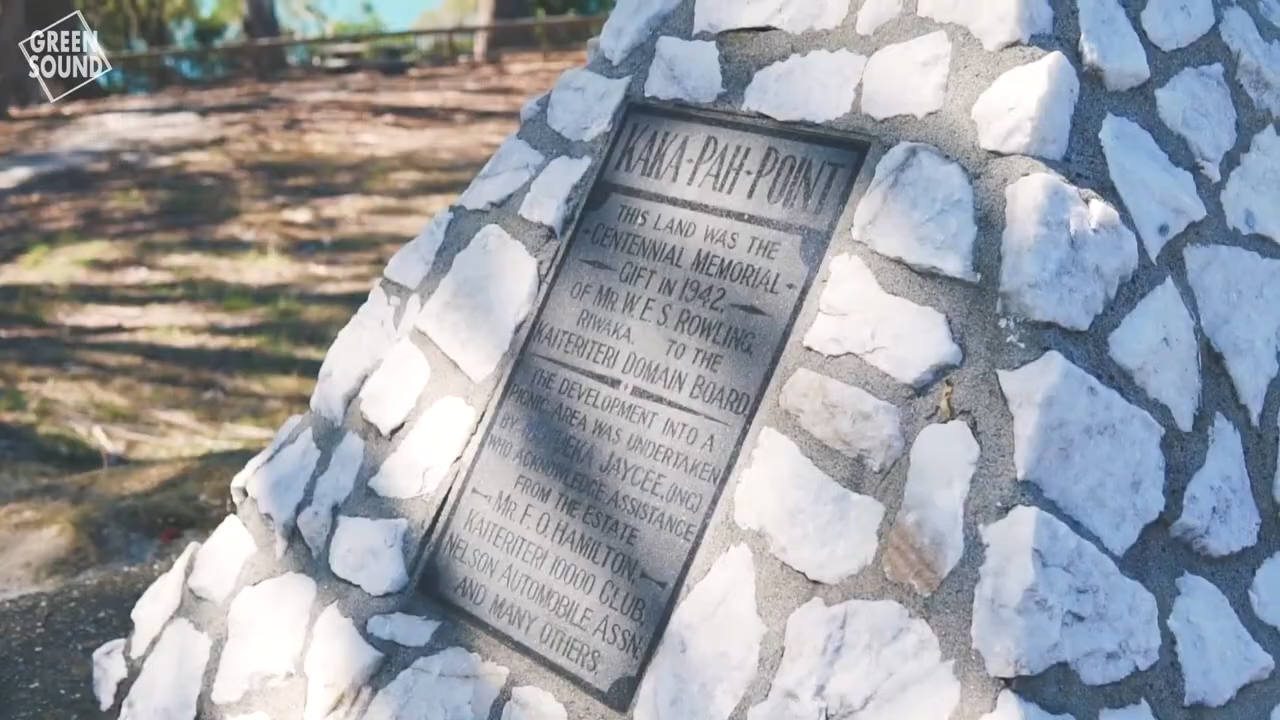 GREEN
SOUND
KAKA-PAH-POINT
THIS LAND WAS THE
CENTENNIAL MEMORIAL
GIFT IN 1942,
OF MR. W. E. S. ROWLING,
RIWAKA. TO THE
KAITERITERI DOMAIN BOARD
THE DEVELOPMENT INTO A
PICNIC AREA WAS UNDERTAKEN
BY MOTUEKA JAYCEE, (INC)
WHO ACKNOWLEDGE ASSISTANCE
FROM THE ESTATE
MR. F. O. HAMILTON
KAITERITERI 10000 CLUB,
NELSON AUTOMOBILE ASSN.
AND MANY OTHERS.